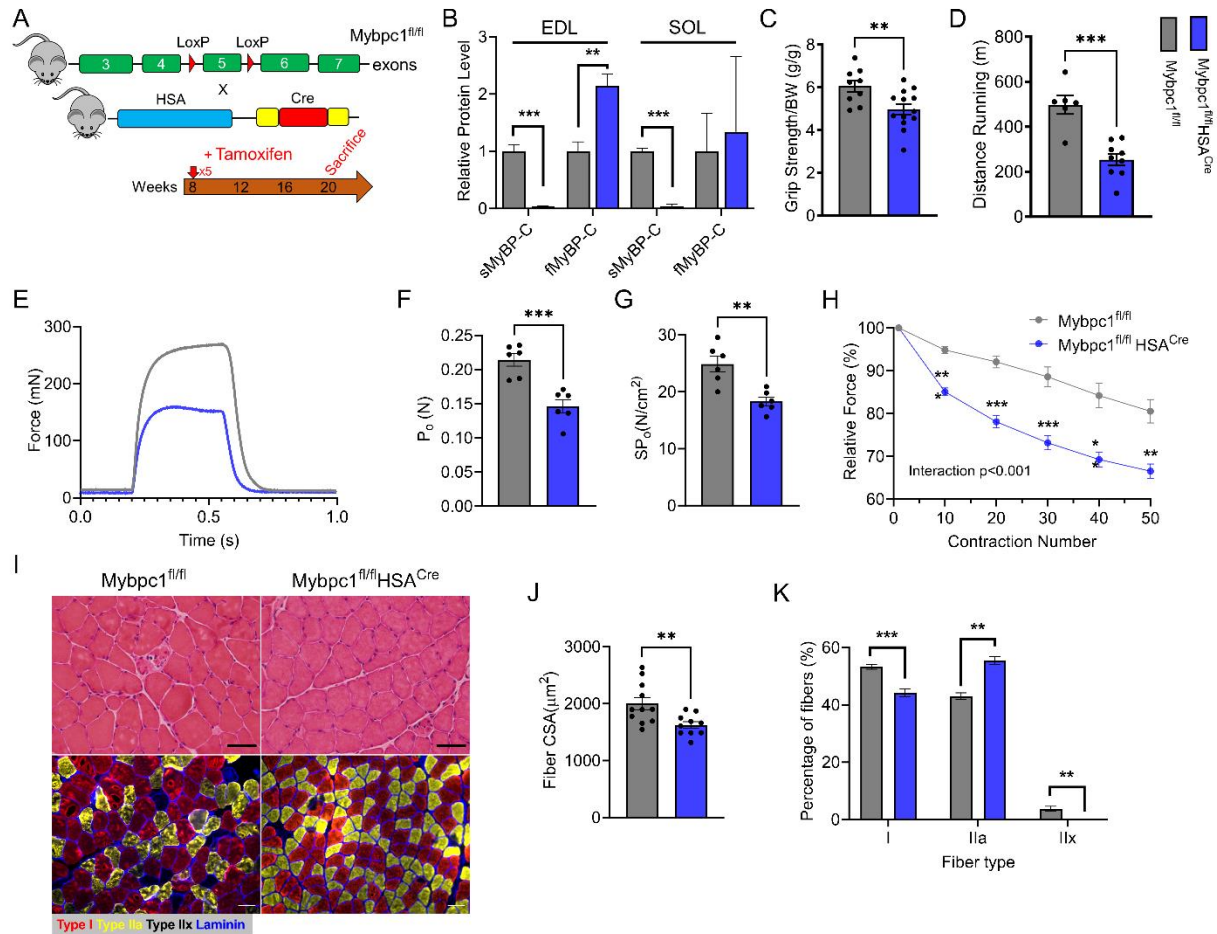 A
LoxP LoxP Mybpc1fl/fl
3 4 5 6 7 exons
X
HSA Cre
+ Tamoxifen
x5
Sacrifice
Weeks 8 12 16 20
B
EDL SOL
Relative Protein Level
3
2
1
0
*** ** ***
sMyBP-C fMyBP-C sMyBP-C fMyBP-C
C
Grip Strength/BW (g/g)
10
8
6
4
2
0
**
D
Distance Running (m)
800
600
400
200
0
***
Mybpc1fl/fl
Mybpc1fl/flHSACre
E
Force (mN)
300
200
100
0
0.0 0.5 1.0
Time (s)
F
P0 (N)
0.25
0.20
0.15
0.10
0.05
0.00
***
G
SP0(N/cm2)
30
20
10
0
**
H
Relative Force (%)
100
90
80
70
60
Mybpc1fl/fl
Mybpc1fl/fl HSACre
**
*
***
***
*
*
**
Interaction p<0.001
0 10 20 30 40 50
Contraction Number
I
Mybpc1fl/fl Mybpc1fl/flHSACre
Type I Type IIa Type IIx Laminin
J
Fiber CSA(μm2)
3000
2000
1000
0
**
K
Percentage of fibers (%)
60
40
20
0
*** ** **
I IIa IIx
Fiber type